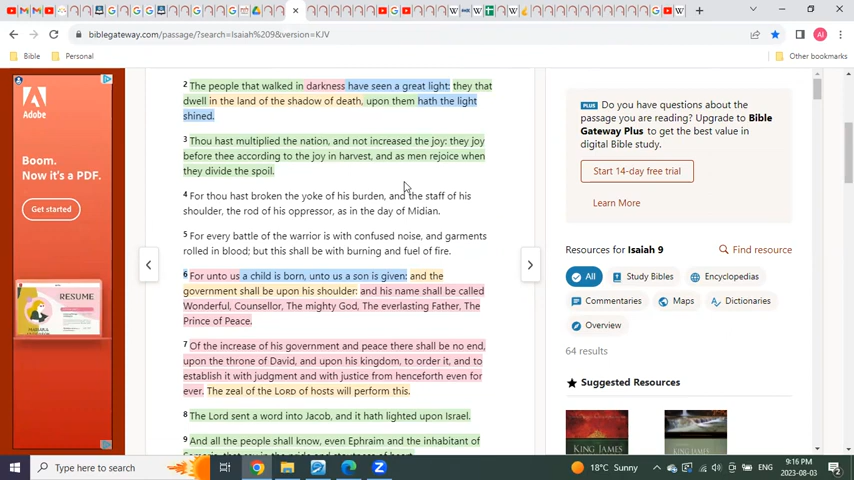 biblegateway.com/passage/?search=Isaiah%209&version=KJV
Bible
Personal
Other bookmarks
2 The people that walked in darkness have seen a great light: they that
dwell in the land of the shadow of death, upon them hath the light
shined.
3 Thou hast multiplied the nation, and not increased the joy: they joy
before thee according to the joy in harvest, and as men rejoice when
they divide the spoil.
4 For thou hast broken the yoke of his burden, and the staff of his
shoulder, the rod of his oppressor, as in the day of Midian.
5 For every battle of the warrior is with confused noise, and garments
rolled in blood; but this shall be with burning and fuel of fire.
6 For unto us a child is born, unto us a son is given: and the
government shall be upon his shoulder: and his name shall be called
Wonderful, Counsellor, The mighty God, The everlasting Father, The
Prince of Peace.
7 Of the increase of his government and peace there shall be no end,
upon the throne of David, and upon his kingdom, to order it, and to
establish it with judgment and with justice from henceforth even for
ever. The zeal of the LORD of hosts will perform this.
8 The Lord sent a word into Jacob, and it hath lighted upon Israel.
9 And all the people shall know, even Ephraim and the inhabitant of
Adobe
Boom.
Now it's a PDF.
Get started
RESUME
PLUS Do you have questions about the
passage you are reading? Upgrade to
Bible
Gateway Plus to get the best value in
digital Bible study.
Start 14-day free trial
Learn More
Resources for Isaiah 9
Find resource
All
Study Bibles
Encyclopedias
Commentaries
Maps
Dictionaries
Overview
64 results
Suggested Resources
KING JAMES
Type here to search
18°C Sunny
ENG
9:16 PM
2023-08-03
2